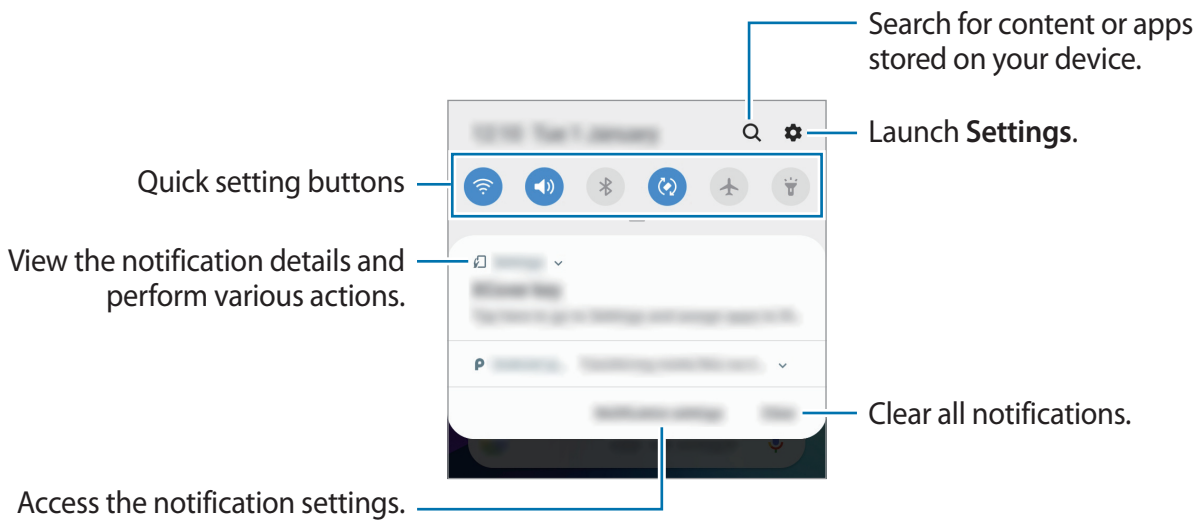 Search for content or apps
stored on your device.
Launch Settings.
Quick setting buttons
View the notification details and
perform various actions.
Clear all notifications.
Access the notification settings.